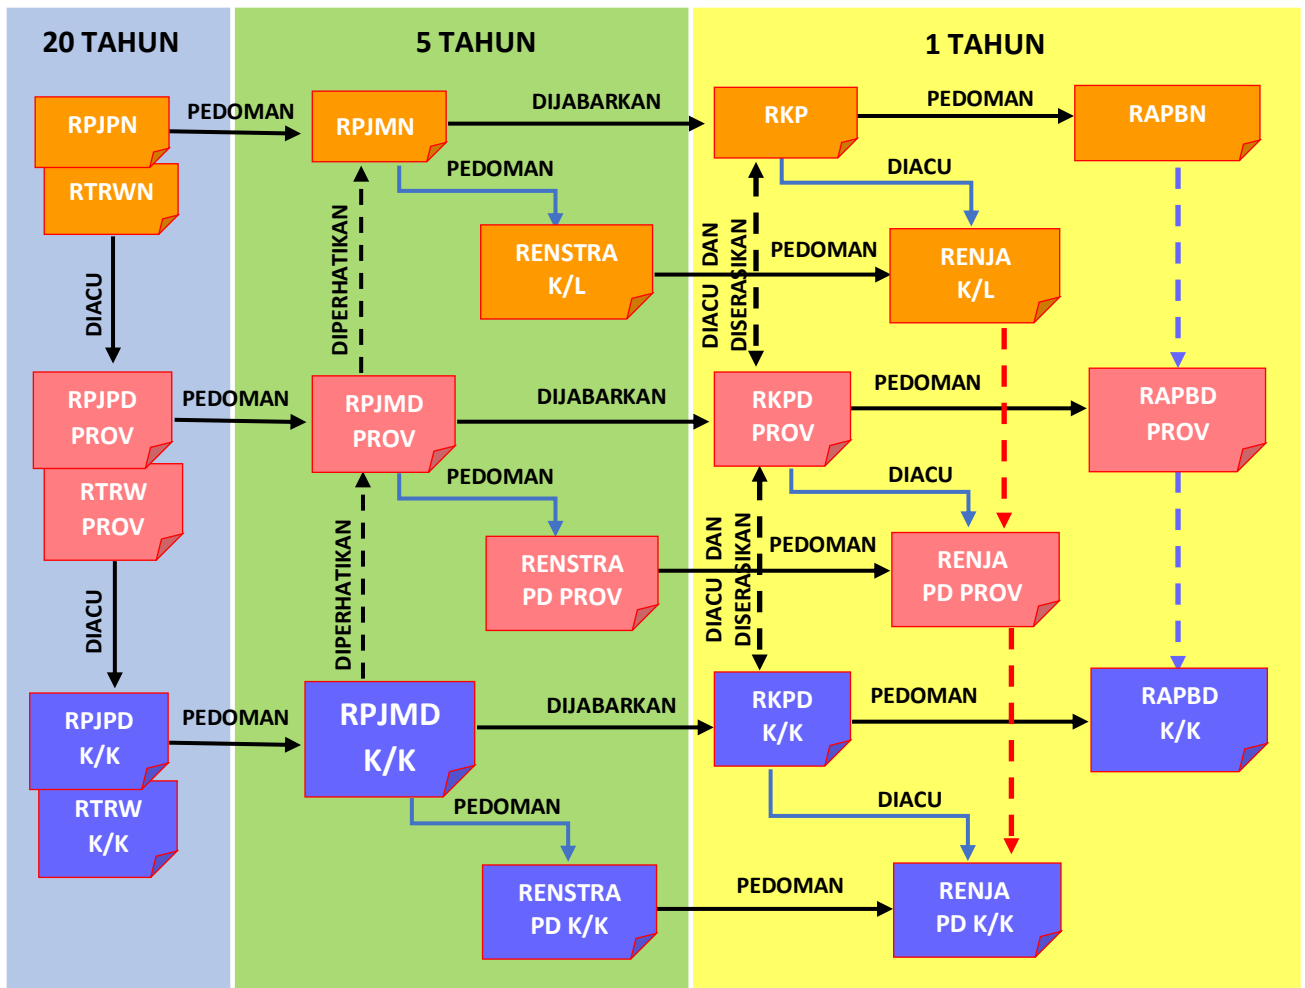 20 TAHUN
5 TAHUN
1 TAHUN
RPJPN
PEDOMAN
RPJMN
DIJABARKAN
RKP
PEDOMAN
RAPBN
RTRWN
PEDOMAN
DIACU
DIACU
DIPERHATIKAN
RENSTRA
K/L
DIACU DAN
DISERASIKAN
PEDOMAN
RENJA
K/L
RPJPD
PROV
PEDOMAN
RPJMD
PROV
DIJABARKAN
RKPD
PROV
PEDOMAN
RAPBD
PROV
RTRW
PROV
PEDOMAN
DIACU
DIACU
DIPERHATIKAN
RENSTRA
PD PROV
DIACU DAN
DISERASIKAN
PEDOMAN
RENJA
PD PROV
RPJPD
K/K
PEDOMAN
RPJMD
K/K
DIJABARKAN
RKPD
K/K
PEDOMAN
RAPBD
K/K
RTRW
K/K
PEDOMAN
DIACU
RENSTRA
PD K/K
PEDOMAN
RENJA
PD K/K